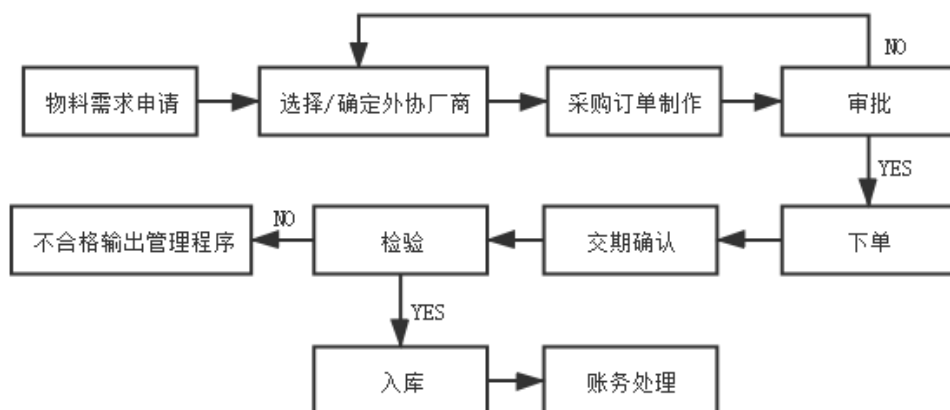 NO
物料需求申请
选择/确定外协厂商
采购订单制作
审批
YES
不合格输出管理程序
NO
检验
交期确认
下单
YES
入库
账务处理